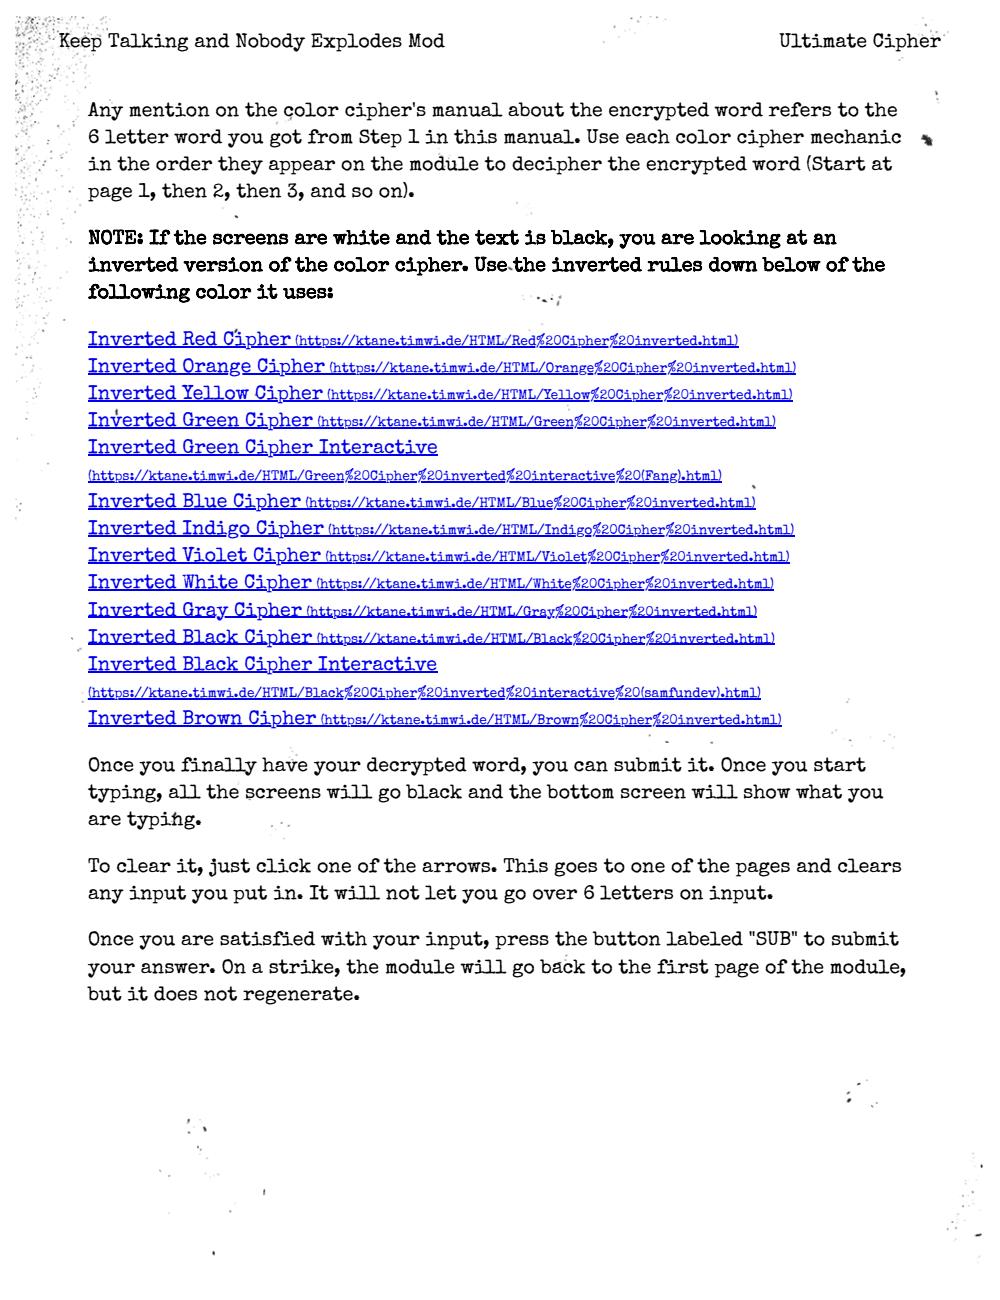 Keep Talking and Nobody Explodes Mod
Ultimate Cipher
Any mention on the color cipher's manual about the encrypted word refers to the
6 letter word you got from Step 1 in this manual. Use each color cipher mechanic
in the order they appear on the module to decipher the encrypted word (Start at
page 1, then 2, then 3, and so on).
NOTE: If the screens are white and the text is black, you are looking at an
inverted version of the color cipher. Use the inverted rules down below of the
following color it uses:
Inverted Red Cipher (https://ktane.timwi.de/HTML/Red%20Cipher%20inverted.html)
Inverted Orange Cipher (https://ktane.timwi.de/HTML/Orange%20Cipher%20inverted.html)
Inverted Yellow Cipher (https://ktane.timwi.de/HTML/Yellow%20Cipher%20inverted.html)
Inverted Green Cipher (https://ktane.timwi.de/HTML/Green%20Cipher%20inverted.html)
Inverted Green Cipher Interactive
(https://ktane.timwi.de/HTML/Green%20Cipher%20inverted%20interactive%20(Fang).html)
Inverted Blue Cipher (https://ktane.timwi.de/HTML/Blue%20Cipher%20inverted.html)
Inverted Indigo Cipher (https://ktane.timwi.de/HTML/Indigo%20Cipher%20inverted.html)
Inverted Violet Cipher (https://ktane.timwi.de/HTML/Violet%20Cipher%20inverted.html)
Inverted White Cipher (https://ktane.timwi.de/HTML/White%20Cipher%20inverted.html)
Inverted Gray Cipher (https://ktane.timwi.de/HTML/Gray%20Cipher%20inverted.html)
Inverted Black Cipher (https://ktane.timwi.de/HTML/Black%20Cipher%20inverted.html)
Inverted Black Cipher Interactive
(https://ktane.timwi.de/HTML/Black%20Cipher%20inverted%20interactive%20(samfundev).html)
Inverted Brown Cipher (https://ktane.timwi.de/HTML/Brown%20Cipher%20inverted.html)
Once you finally have your decrypted word, you can submit it. Once you start
typing, all the screens will go black and the bottom screen will show what you
are typing.
To clear it, just click one of the arrows. This goes to one of the pages and clears
any input you put in. It will not let you go over 6 letters on input.
Once you are satisfied with your input, press the button labeled "SUB" to submit
your answer. On a strike, the module will go back to the first page of the module,
but it does not regenerate.